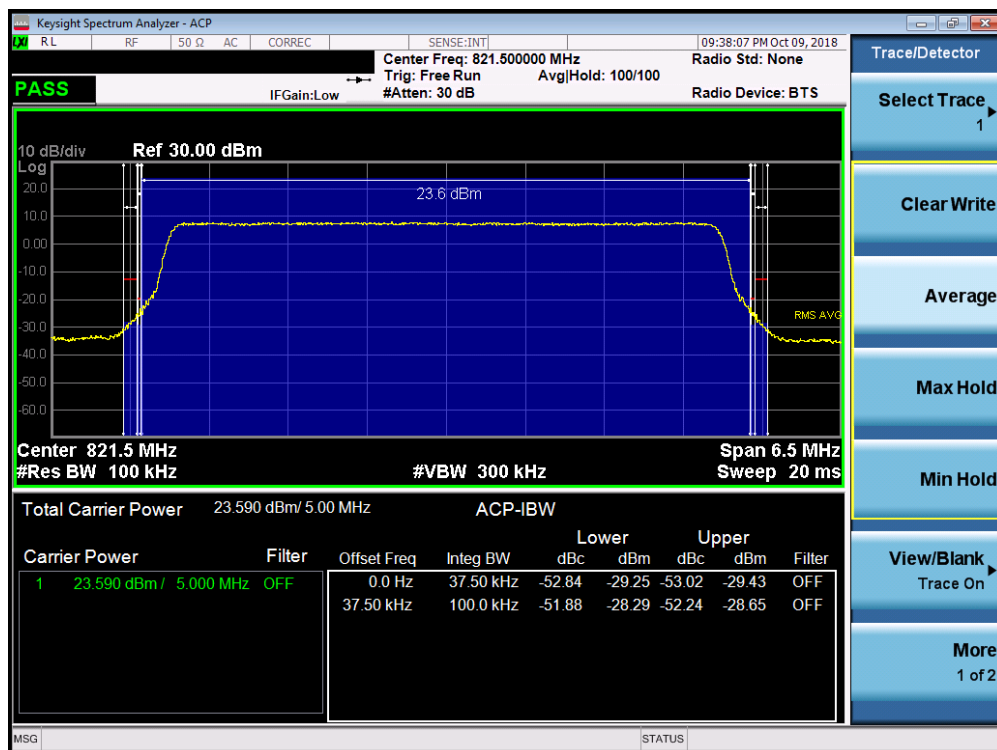 Keysight Spectrum Analyzer - ACP
LXI RL RF 50 Ω AC CORREC SENSE:INT 09:38:07 PM Oct 09, 2018
Center Freq: 821.500000 MHz Radio Std: None
Trig: Free Run Avg|Hold: 100/100
PASS IFGain:Low #Atten: 30 dB Radio Device: BTS
10 dB/div Ref 30.00 dBm
Log
20.0
23.6 dBm
10.0
0.00
-10.0
-20.0
RMS AVG
-30.0
-40.0
-50.0
-60.0
Center 821.5 MHz Span 6.5 MHz
#Res BW 100 kHz #VBW 300 kHz Sweep 20 ms
Total Carrier Power 23.590 dBm/ 5.00 MHz ACP-IBW
Lower Upper
Carrier Power Filter Offset Freq Integ BW dBc dBm dBc dBm Filter
1 23.590 dBm / 5.000 MHz OFF 0.0 Hz 37.50 kHz -52.84 -29.25 -53.02 -29.43 OFF
37.50 kHz 100.0 kHz -51.88 -28.29 -52.24 -28.65 OFF
MSG STATUS
Trace/Detector
Select Trace
1
Clear Write
Average
Max Hold
Min Hold
View/Blank
Trace On
More
1 of 2